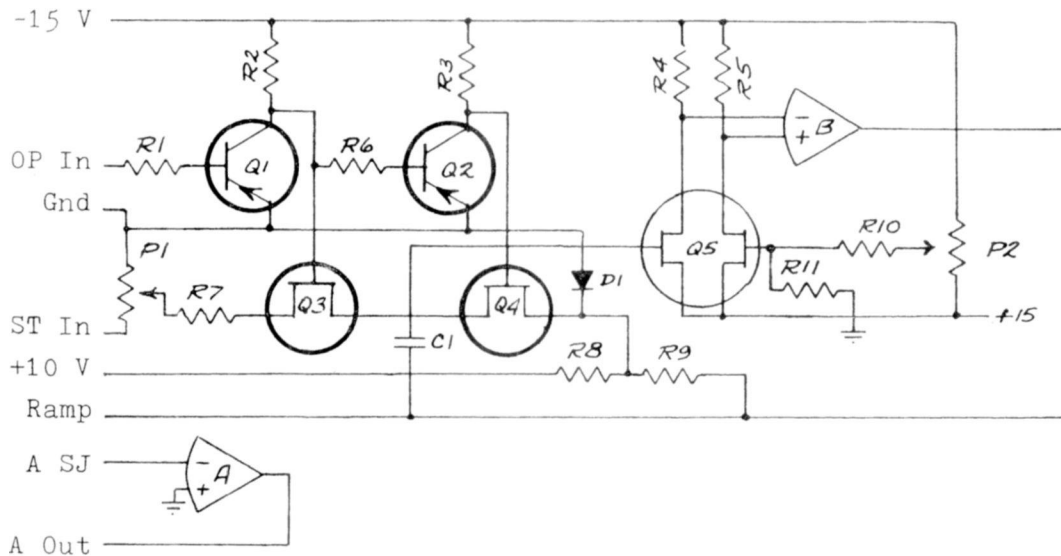 -15 V
R2
R3
R4
R5
OP In
R1
Q1
R6
Q2
- + B
Gnd
P1
Q5
R10
P2
R11
ST In
R7
Q3
Q4
D1
+15
C1
+10 V
R8
R9
Ramp
A SJ
- + A
A Out